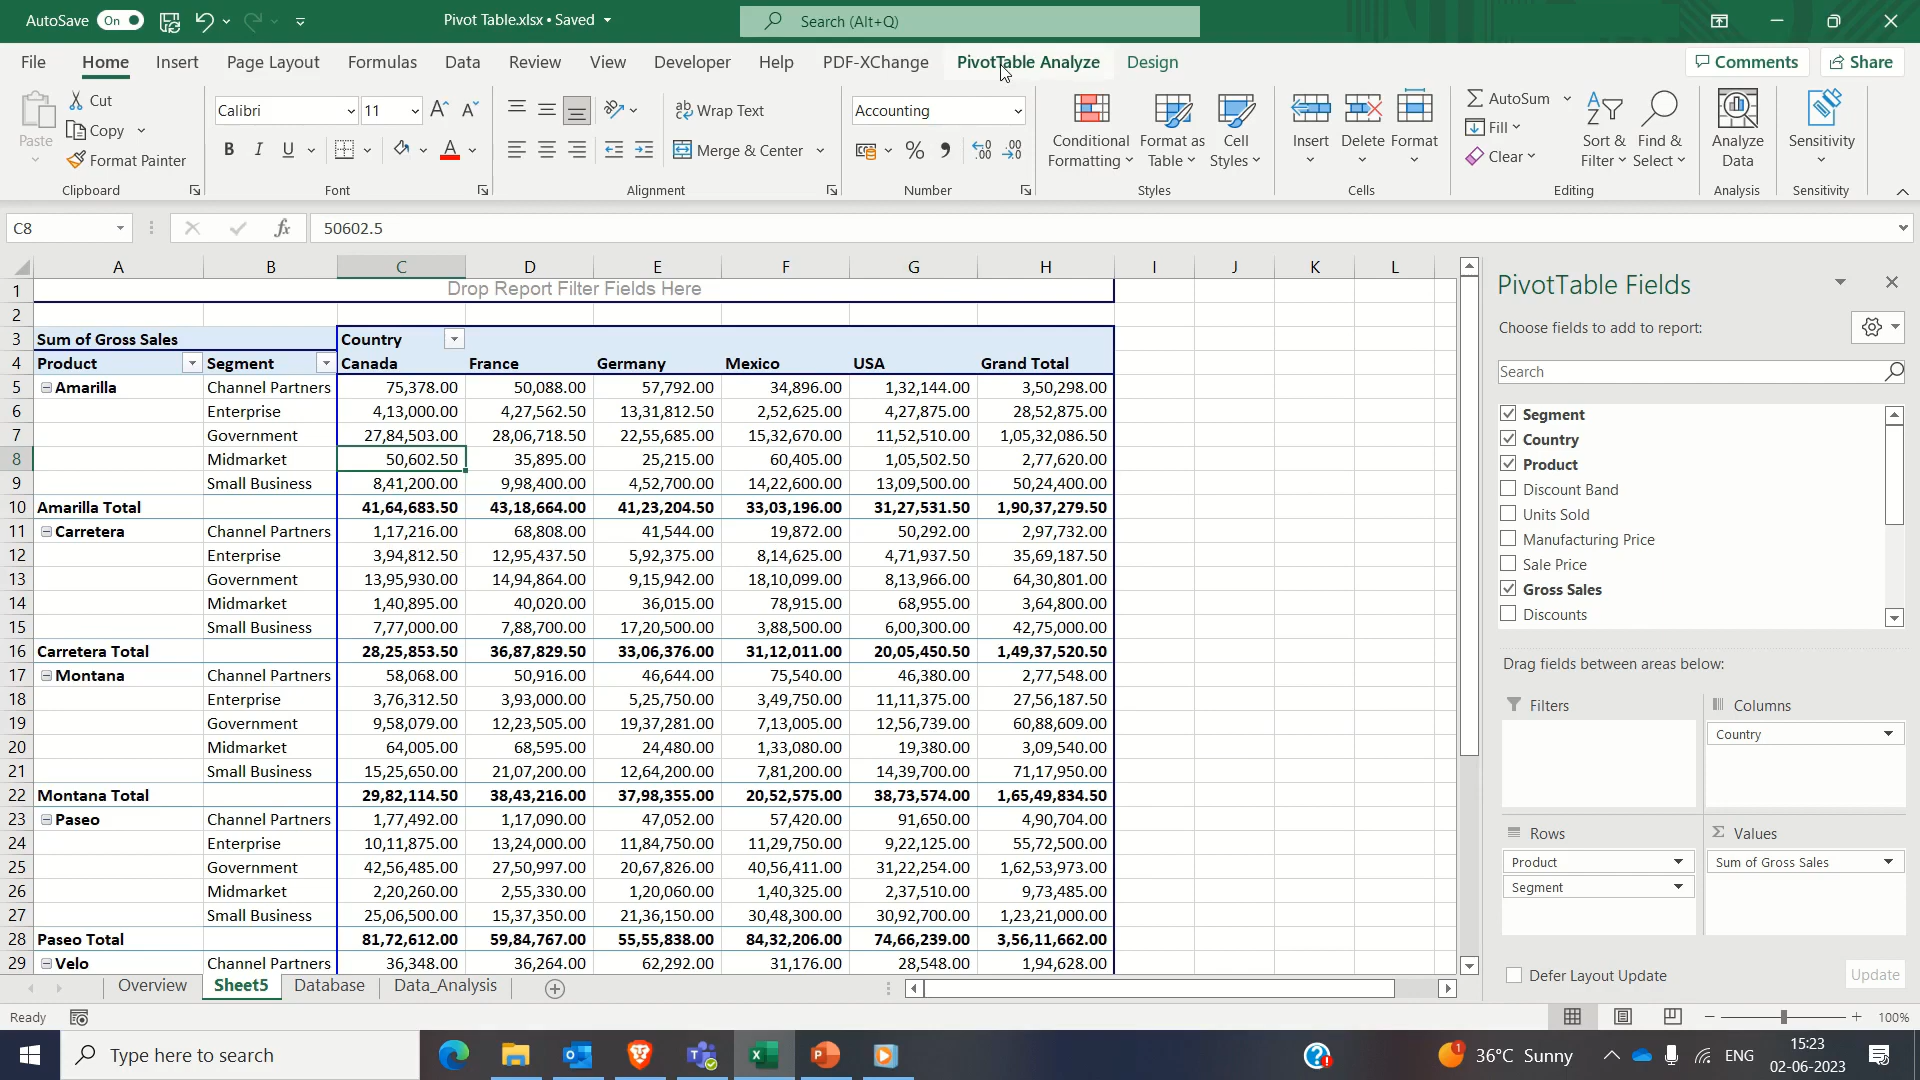 AutoSave On
Pivot Table.xlsx • Saved
Search (Alt+Q)
File Home Insert Page Layout Formulas Data Review View Developer Help PDF-XChange PivotTable Analyze Design
Comments Share
Paste Cut
Copy
Format Painter
Clipboard
Calibri 11
B I U A
Font
Wrap Text
Merge & Center
Alignment
Accounting
%
Number
Conditional Formatting
Format as Table
Cell Styles
Styles
Insert Delete Format
Cells
AutoSum
Fill
Clear
Sort & Filter
Find & Select
Editing
Analyze Data
Analysis
Sensitivity
Sensitivity
C8 fx 50602.5
A B C D E F G H I J K L
1 Drop Report Filter Fields Here
2
3 Sum of Gross Sales Country
4 Product Segment Canada France Germany Mexico USA Grand Total
5 Amarilla Channel Partners 75,378.00 50,088.00 57,792.00 34,896.00 1,32,144.00 3,50,298.00
6 Enterprise 4,13,000.00 4,27,562.50 13,31,812.50 2,52,625.00 4,27,875.00 28,52,875.00
7 Government 27,84,503.00 28,06,718.50 22,55,685.00 15,32,670.00 11,52,510.00 1,05,32,086.50
8 Midmarket 50,602.50 35,895.00 25,215.00 60,405.00 1,05,502.50 2,77,620.00
9 Small Business 8,41,200.00 9,98,400.00 4,52,700.00 14,22,600.00 13,09,500.00 50,24,400.00
10 Amarilla Total 41,64,683.50 43,18,664.00 41,23,204.50 33,03,196.00 31,27,531.50 1,90,37,279.50
11 Carretera Channel Partners 1,17,216.00 68,808.00 41,544.00 19,872.00 50,292.00 2,97,732.00
12 Enterprise 3,94,812.50 12,95,437.50 5,92,375.00 8,14,625.00 4,71,937.50 35,69,187.50
13 Government 13,95,930.00 14,94,864.00 9,15,942.00 18,10,099.00 8,13,966.00 64,30,801.00
14 Midmarket 1,40,895.00 40,020.00 36,015.00 78,915.00 68,955.00 3,64,800.00
15 Small Business 7,77,000.00 7,88,700.00 17,20,500.00 3,88,500.00 6,00,300.00 42,75,000.00
16 Carretera Total 28,25,853.50 36,87,829.50 33,06,376.00 31,12,011.00 20,05,450.50 1,49,37,520.50
17 Montana Channel Partners 58,068.00 50,916.00 46,644.00 75,540.00 46,380.00 2,77,548.00
18 Enterprise 3,76,312.50 3,93,000.00 5,25,750.00 3,49,750.00 11,11,375.00 27,56,187.50
19 Government 9,58,079.00 12,23,505.00 19,37,281.00 7,13,005.00 12,56,739.00 60,88,609.00
20 Midmarket 64,005.00 68,595.00 24,480.00 1,33,080.00 19,380.00 3,09,540.00
21 Small Business 15,25,650.00 21,07,200.00 12,64,200.00 7,81,200.00 14,39,700.00 71,17,950.00
22 Montana Total 29,82,114.50 38,43,216.00 37,98,355.00 20,52,575.00 38,73,574.00 1,65,49,834.50
23 Paseo Channel Partners 1,77,492.00 1,17,090.00 47,052.00 57,420.00 91,650.00 4,90,704.00
24 Enterprise 10,11,875.00 13,24,000.00 11,84,750.00 11,29,750.00 9,22,125.00 55,72,500.00
25 Government 42,56,485.00 27,50,997.00 20,67,826.00 40,56,411.00 31,22,254.00 1,62,53,973.00
26 Midmarket 2,20,260.00 2,55,330.00 1,20,060.00 1,40,325.00 2,37,510.00 9,73,485.00
27 Small Business 25,06,500.00 15,37,350.00 21,36,150.00 30,48,300.00 30,92,700.00 1,23,21,000.00
28 Paseo Total 81,72,612.00 59,84,767.00 55,55,838.00 84,32,206.00 74,66,239.00 3,56,11,662.00
29 Velo Channel Partners 36,348.00 36,264.00 62,292.00 31,176.00 28,548.00 1,94,628.00
Overview Sheet5 Database Data_Analysis
PivotTable Fields
Choose fields to add to report:
Search
Segment
Country
Product
Discount Band
Units Sold
Manufacturing Price
Sale Price
Gross Sales
Discounts
Drag fields between areas below:
Filters
Columns
Country
Rows
Product
Segment
Values
Sum of Gross Sales
Defer Layout Update Update
Ready
100%
Type here to search
36°C Sunny
ENG
15:23
02-06-2023